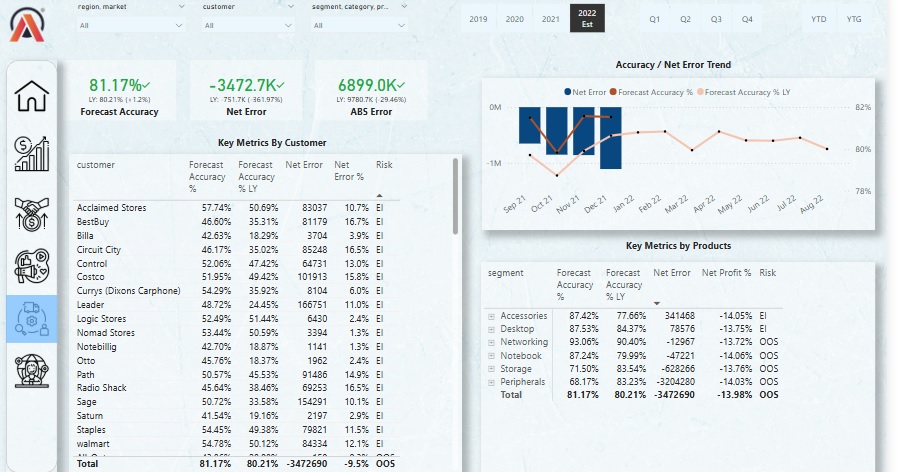 region, market
customer
segment, category, pr...
All
All
All
2019 2020 2021 2022 Est
Q1 Q2 Q3 Q4
YTD YTG
81.17%✓
LY: 80.21% (+1.2%)
Forecast Accuracy
-3472.7K✓
LY: -751.7K (-361.97%)
Net Error
6899.0K✓
LY: 9780.7K (-29.46%)
ABS Error
Key Metrics By Customer
customer Forecast Accuracy % Forecast Accuracy % LY Net Error Net Error % Risk
Acclaimed Stores 57.74% 50.69% 83037 10.7% EI
BestBuy 46.60% 35.31% 81179 16.7% EI
Billa 42.63% 18.29% 3704 3.9% EI
Circuit City 46.17% 35.02% 85248 16.5% EI
Control 52.06% 47.42% 64731 13.0% EI
Costco 51.95% 49.42% 101913 15.8% EI
Currys (Dixons Carphone) 54.29% 35.92% 8104 6.0% EI
Leader 48.72% 24.45% 166751 11.0% EI
Logic Stores 52.49% 51.44% 6430 2.4% EI
Nomad Stores 53.44% 50.59% 3394 1.3% EI
Notebillig 42.70% 18.87% 1141 1.3% EI
Otto 45.76% 18.37% 1962 2.4% EI
Path 50.57% 45.53% 91486 14.9% EI
Radio Shack 45.64% 38.46% 69253 16.5% EI
Sage 50.72% 33.58% 154291 10.1% EI
Saturn 41.54% 19.16% 2197 2.9% EI
Staples 54.45% 49.38% 79821 11.5% EI
walmart 54.78% 50.12% 84334 12.1% EI
Total 81.17% 80.21% -3472690 -9.5% OOS
Accuracy / Net Error Trend
Net Error Forecast Accuracy % Forecast Accuracy % LY
0M
-1M
82%
80%
78%
Sep 21 Oct 21 Nov 21 Dec 21 Jan 22 Feb 22 Mar 22 Apr 22 May 22 Jun 22 Jul 22 Aug 22
Key Metrics by Products
segment Forecast Accuracy % Forecast Accuracy % LY Net Error Net Profit % Risk
Accessories 87.42% 77.66% 341468 -14.05% EI
Desktop 87.53% 84.37% 78576 -13.75% EI
Networking 93.06% 90.40% -12967 -13.72% OOS
Notebook 87.24% 79.99% -47221 -14.06% OOS
Storage 71.50% 83.54% -628266 -13.76% OOS
Peripherals 68.17% 83.23% -3204280 -14.03% OOS
Total 81.17% 80.21% -3472690 -13.98% OOS